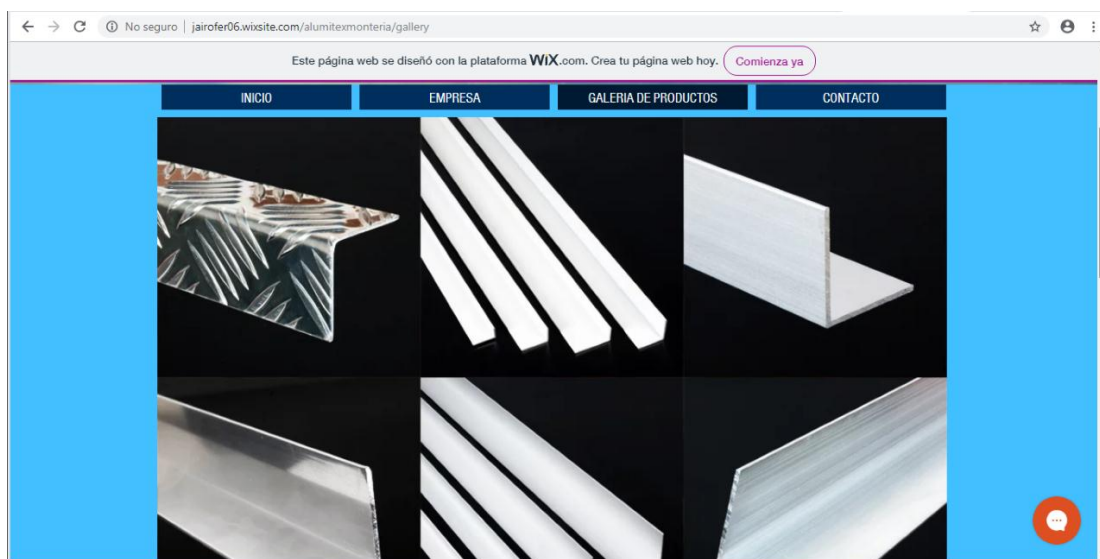 No seguro | jairofer06.wixsite.com/alumitexmonteria/gallery
Este página web se diseñó con la plataforma WiX.com. Crea tu página web hoy. Comienza ya
INICIO EMPRESA GALERIA DE PRODUCTOS CONTACTO